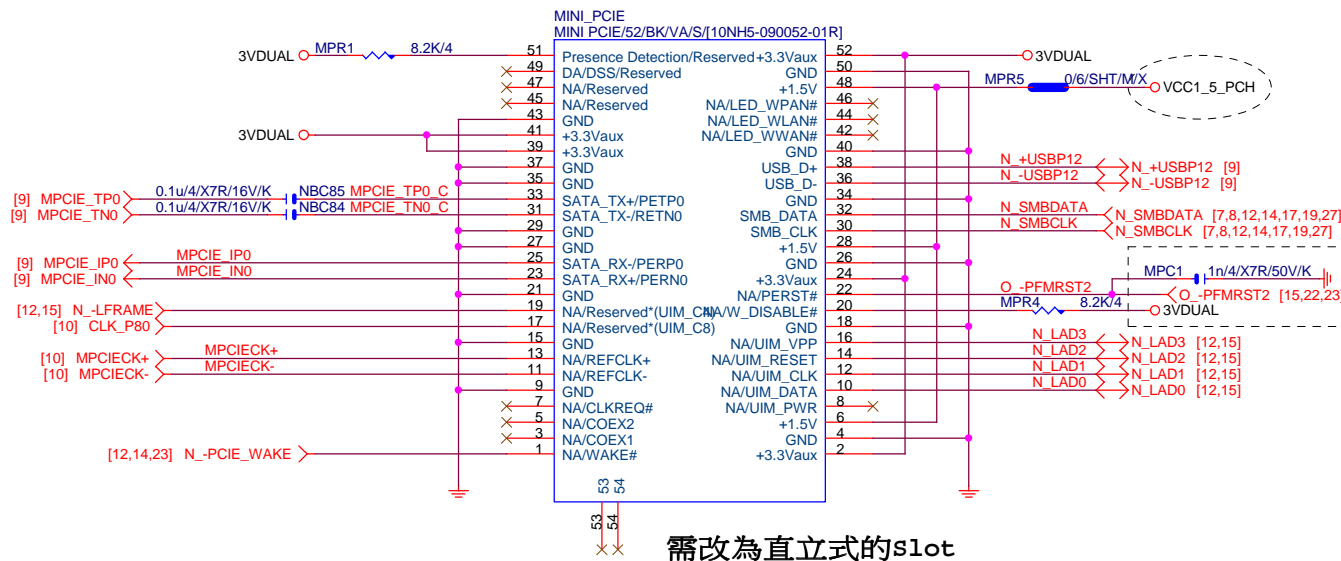 MINI_PCIE
MINI PCIE/52/BK/VA/S/[10NH5-090052-01R]
3VDUAL MPR1 8.2K/4 51 Presence Detection/Reserved +3.3Vaux 52 3VDUAL
49 DA/DSS/Reserved GND 50
47 NA/Reserved +1.5V 48 MPR5 0/6/SHT/M/X VCC1_5_PCH
45 NA/Reserved NA/LED_WPAN# 46
43 GND NA/LED_WLAN# 44
3VDUAL 41 +3.3Vaux NA/LED_WWAN# 42
39 +3.3Vaux GND 40
37 GND USB_D+ 38 N_+USBP12 N_+USBP12 [9]
35 GND USB_D- 36 N_-USBP12 N_-USBP12 [9]
[9] MPCIE_TP0 0.1u/4/X7R/16V/K NBC85 MPCIE_TP0_C 33 SATA_TX+/PETP0 GND 34
[9] MPCIE_TN0 0.1u/4/X7R/16V/K NBC84 MPCIE_TN0_C 31 SATA_TX-/RETN0 SMB_DATA 32 N_SMBDATA N_SMBDATA [7,8,12,14,17,19,27]
29 GND SMB_CLK 30 N_SMBCLK N_SMBCLK [7,8,12,14,17,19,27]
27 GND +1.5V 28
[9] MPCIE_IP0 MPCIE_IP0 25 SATA_RX-/PERP0 GND 26
[9] MPCIE_IN0 MPCIE_IN0 23 SATA_RX+/PERN0 +3.3Vaux 24 MPC1 1n/4/X7R/50V/K
21 GND NA/PERST# 22 O_-PFMRST2 O_-PFMRST2 [15,22,23]
[12,15] N_-LFRAME 19 NA/Reserved*(UIM_C4) NA/W_DISABLE# 20 MPR4 8.2K/4 3VDUAL
[10] CLK_P80 17 NA/Reserved*(UIM_C8) GND 18
15 GND NA/UIM_VPP 16 N_LAD3 N_LAD3 [12,15]
[10] MPCIECK+ MPCIECK+ 13 NA/REFCLK+ NA/UIM_RESET 14 N_LAD2 N_LAD2 [12,15]
[10] MPCIECK- MPCIECK- 11 NA/REFCLK- NA/UIM_CLK 12 N_LAD1 N_LAD1 [12,15]
9 GND NA/UIM_DATA 10 N_LAD0 N_LAD0 [12,15]
7 NA/CLKREQ# NA/UIM_PWR 8
5 NA/COEX2 +1.5V 6
3 NA/COEX1 GND 4
[12,14,23] N_-PCIE_WAKE 1 NA/WAKE# +3.3Vaux 2
53 54
53 54
需改為直立式的Slot